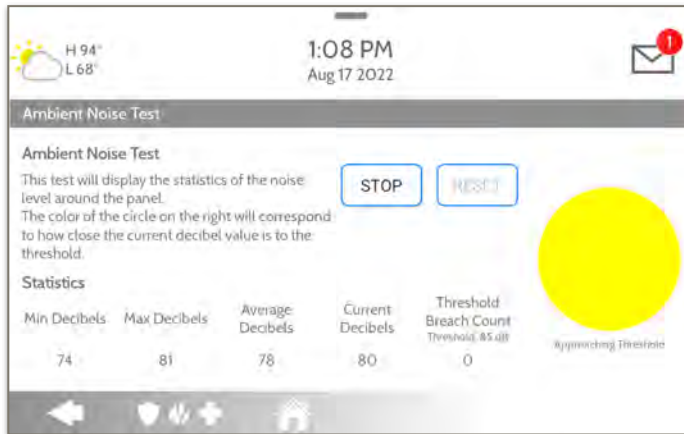 H 94°
L 68°
1:08 PM
Aug 17 2022
1
Ambient Noise Test
Ambient Noise Test
This test will display the statistics of the noise
level around the panel.
The color of the circle on the right will correspond
to how close the current decibel value is to the
threshold.
STOP
RESET
Statistics
Min Decibels
Max Decibels
Average
Decibels
Current
Decibels
Threshold
Breach Count
Threshold: 85 dB
74
81
78
80
0
Approaching Threshold